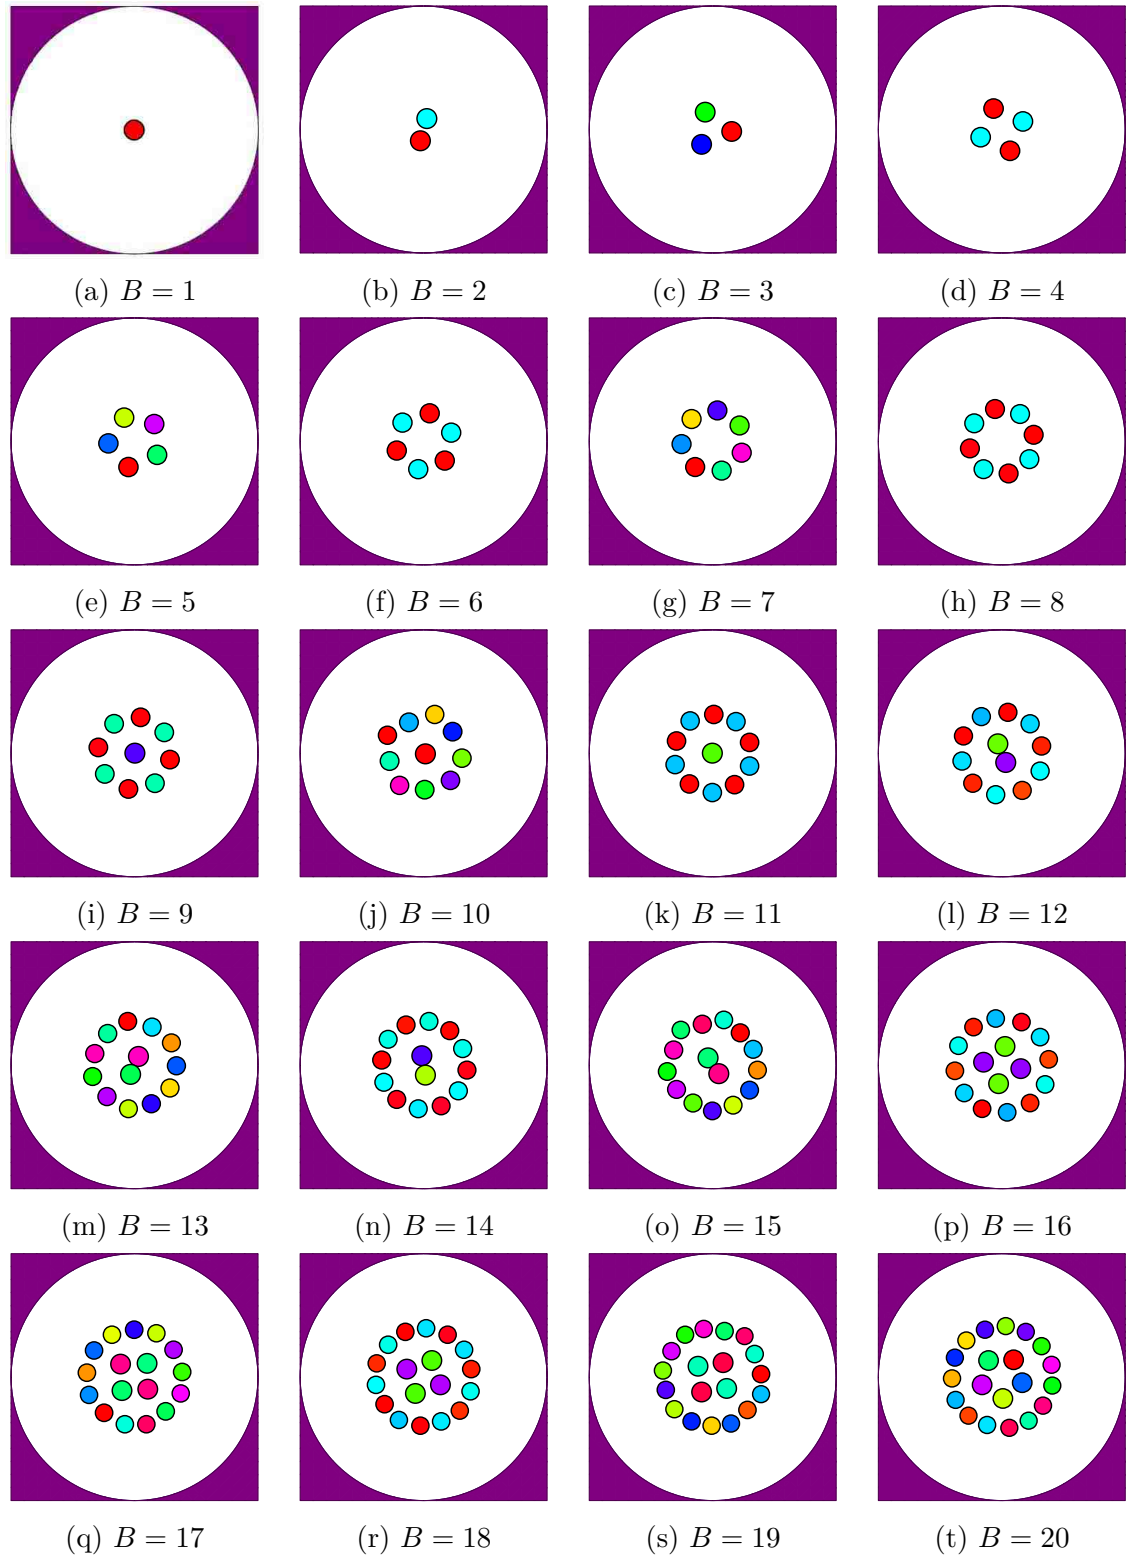 (a) B = 1 (b) B = 2 (c) B = 3 (d) B = 4
(e) B = 5 (f) B = 6 (g) B = 7 (h) B = 8
(i) B = 9 (j) B = 10 (k) B = 11 (l) B = 12
(m) B = 13 (n) B = 14 (o) B = 15 (p) B = 16
(q) B = 17 (r) B = 18 (s) B = 19 (t) B = 20